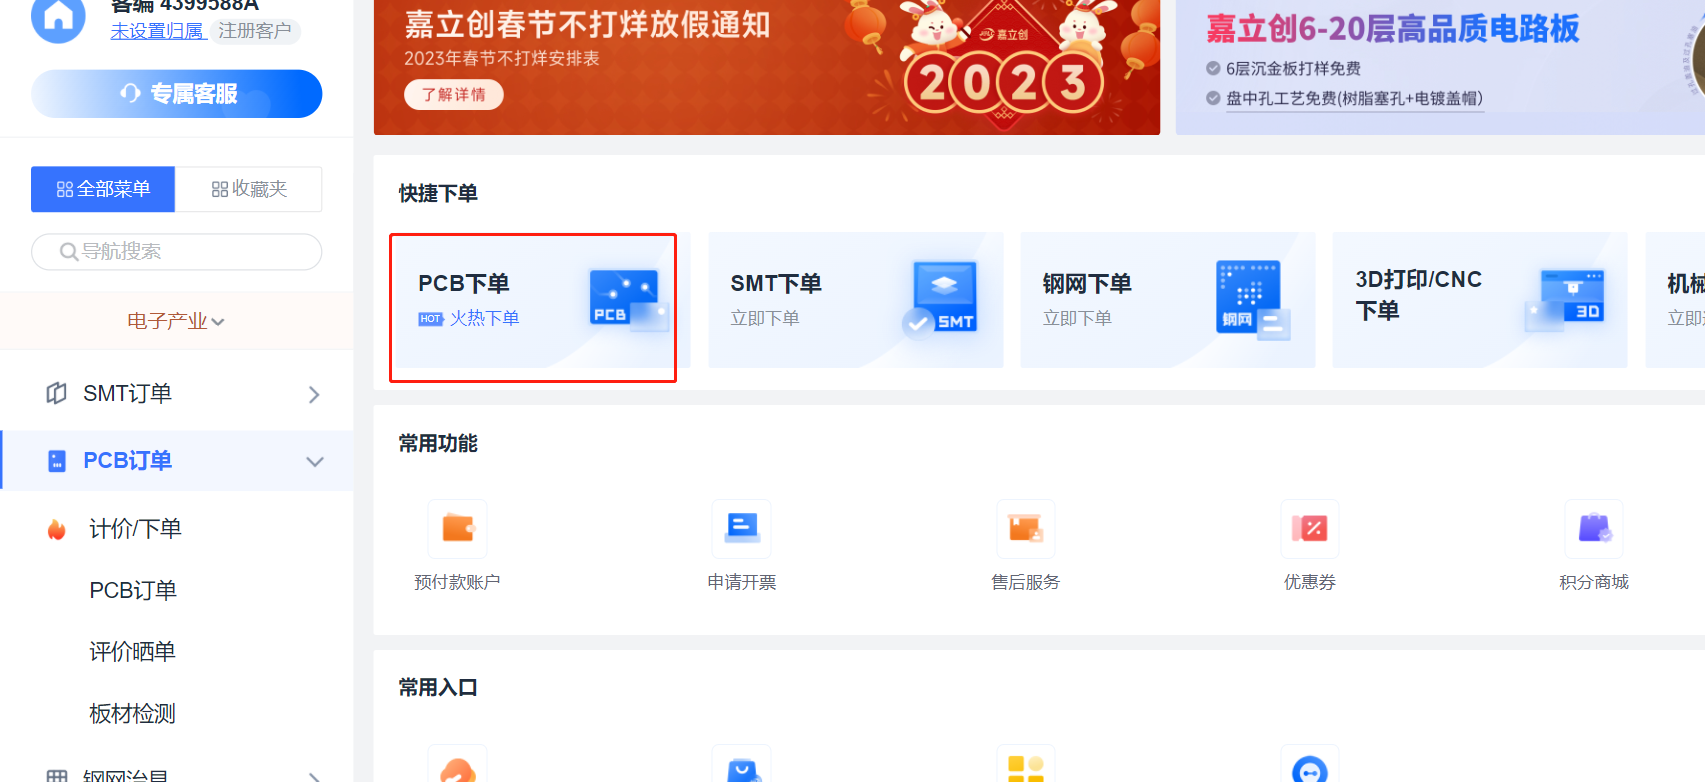 客编 4399588A
未设置归属 注册客户
专属客服
全部菜单 收藏夹
导航搜索
电子产业
SMT订单
PCB订单
计价/下单
PCB订单
评价晒单
板材检测
钢网治具
嘉立创春节不打烊放假通知
2023年春节不打烊安排表
了解详情
嘉立创
2023
嘉立创6-20层高品质电路板
6层沉金板打样免费
盘中孔工艺免费(树脂塞孔+电镀盖帽)
快捷下单
PCB下单
HOT 火热下单
PCB
SMT下单
立即下单
SMT
钢网下单
立即下单
钢网
3D打印/CNC
下单
3D
机械
立即
常用功能
预付款账户
申请开票
售后服务
优惠券
积分商城
常用入口